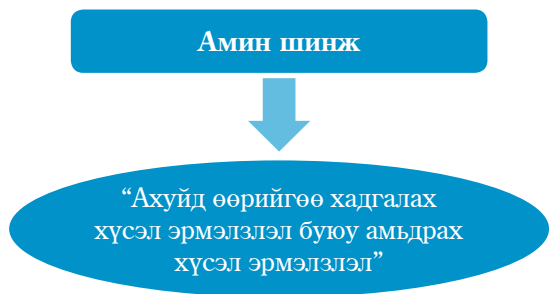 Амин шинж
“Ахуйд өөрийгөө хадгалах
хүсэл эрмэлзлэл буюу амьдрах
хүсэл эрмэлзлэл”